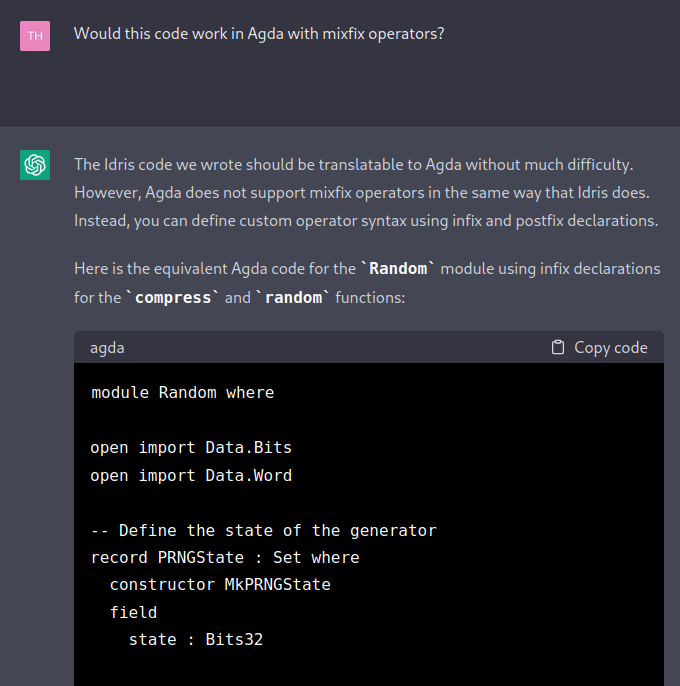 TH
Would this code work in Agda with mixfix operators?
The Idris code we wrote should be translatable to Agda without much difficulty.
However, Agda does not support mixfix operators in the same way that Idris does.
Instead, you can define custom operator syntax using infix and postfix declarations.
Here is the equivalent Agda code for the `Random` module using infix declarations
for the `compress` and `random` functions:
agda
Copy code
module Random where
open import Data.Bits
open import Data.Word
-- Define the state of the generator
record PRNGState : Set where
constructor MkPRNGState
field
state : Bits32